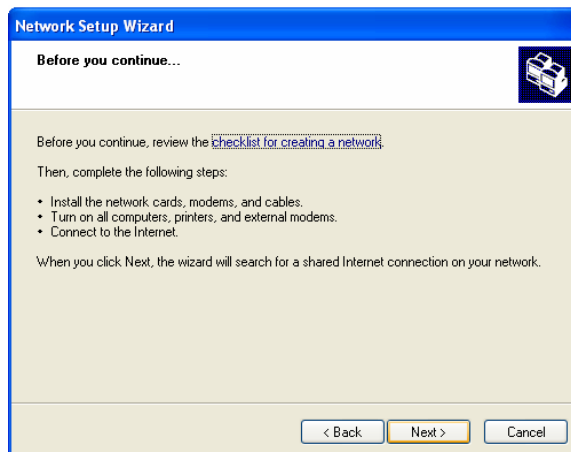 Network Setup Wizard
Before you continue...
Before you continue, review the checklist for creating a network.
Then, complete the following steps:
• Install the network cards, modems, and cables.
• Turn on all computers, printers, and external modems.
• Connect to the Internet.
When you click Next, the wizard will search for a shared Internet connection on your network.
< Back Next > Cancel